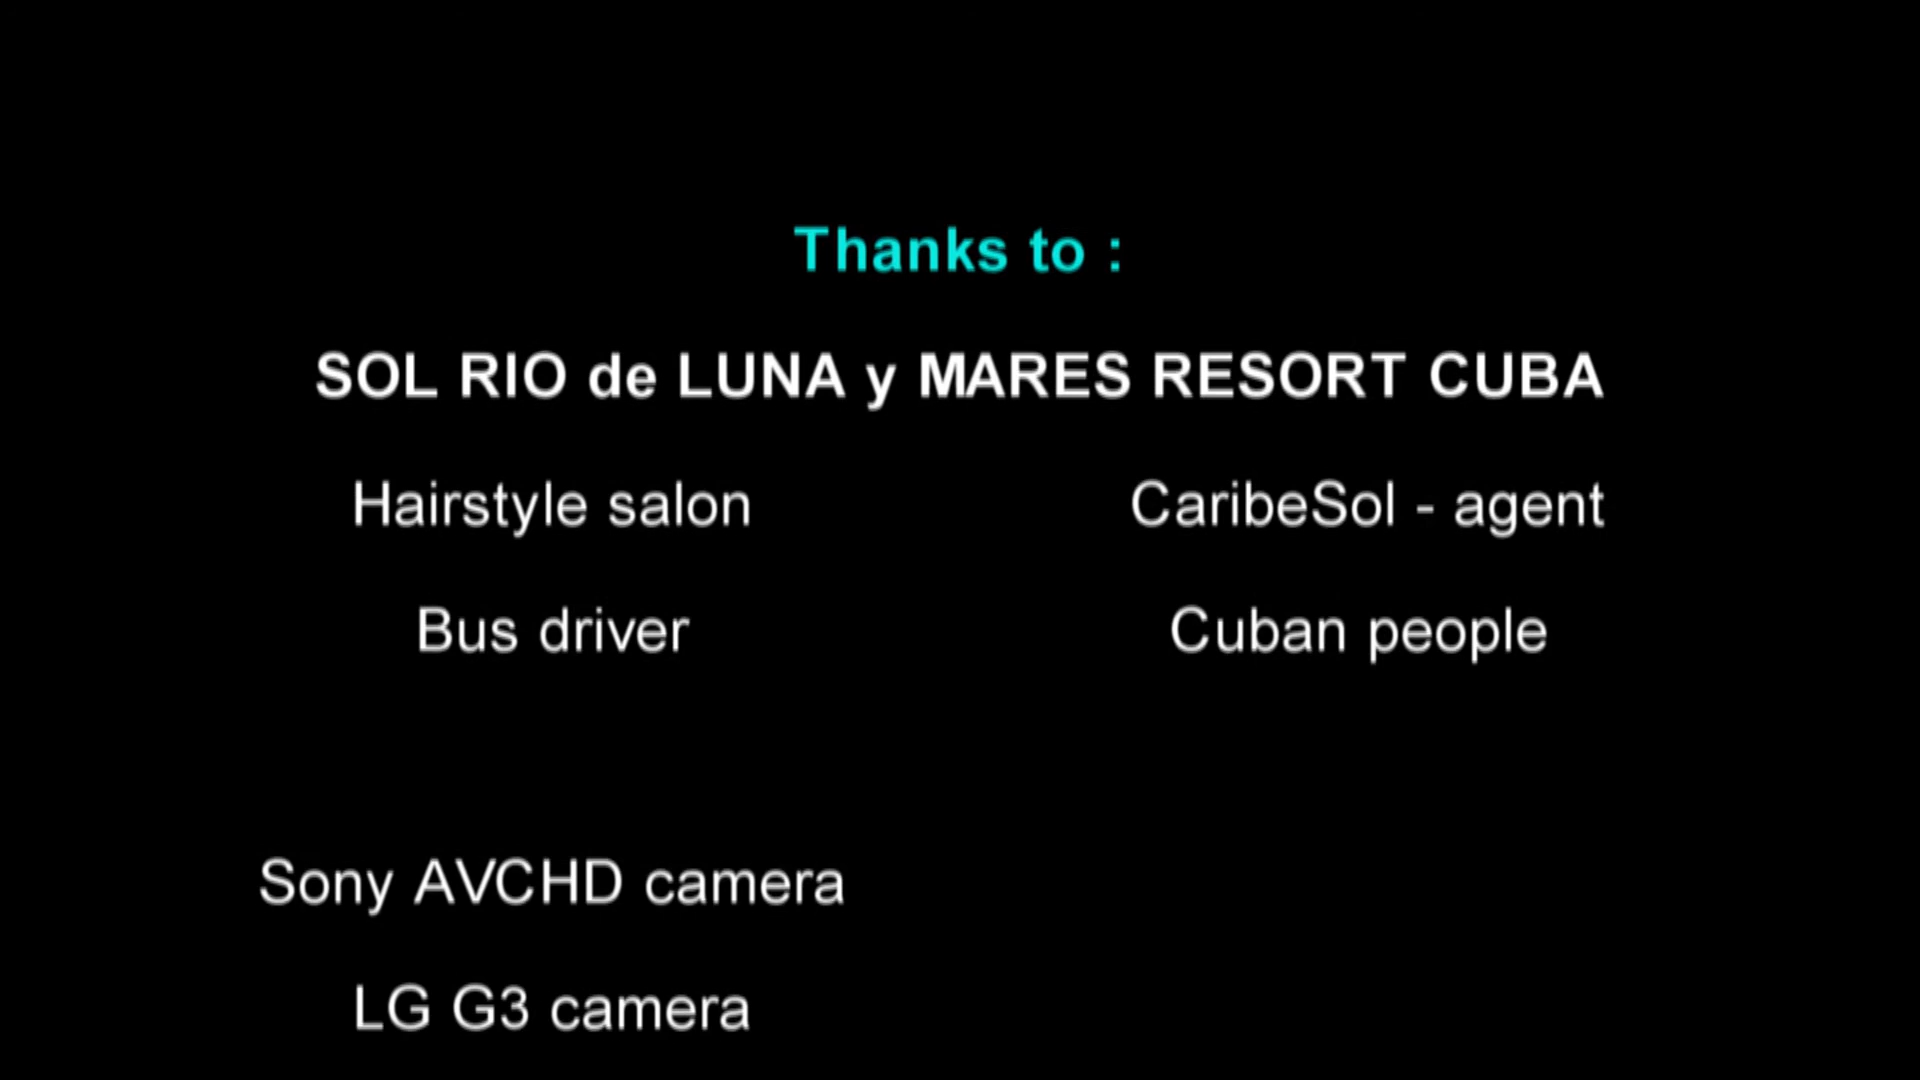 Thanks to :
SOL RIO de LUNA y MARES RESORT CUBA
Hairstyle salon CaribeSol - agent
Bus driver Cuban people
Sony AVCHD camera
LG G3 camera